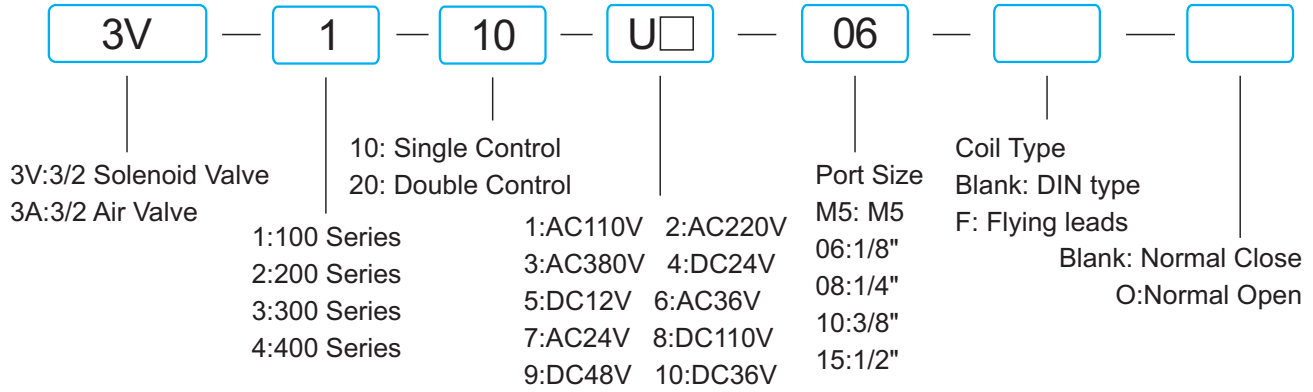 3V — 1 — 10 — U□ — 06 —
3V:3/2 Solenoid Valve
3A:3/2 Air Valve
1:100 Series
2:200 Series
3:300 Series
4:400 Series
10: Single Control
20: Double Control
1:AC110V 2:AC220V
3:AC380V 4:DC24V
5:DC12V 6:AC36V
7:AC24V 8:DC110V
9:DC48V 10:DC36V
Port Size
M5: M5
06:1/8"
08:1/4"
10:3/8"
15:1/2"
Coil Type
Blank: DIN type
F: Flying leads
Blank: Normal Close
O:Normal Open